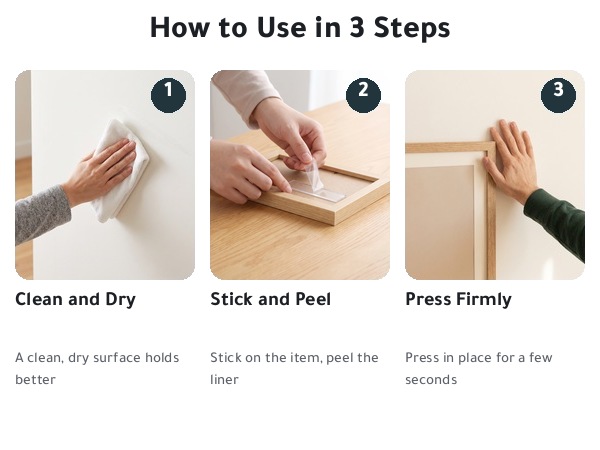 How to Use in 3 Steps
1
2
3
Clean and Dry
Stick and Peel
Press Firmly
A clean, dry surface holds
better
Stick on the item, peel the
liner
Press in place for a few
seconds